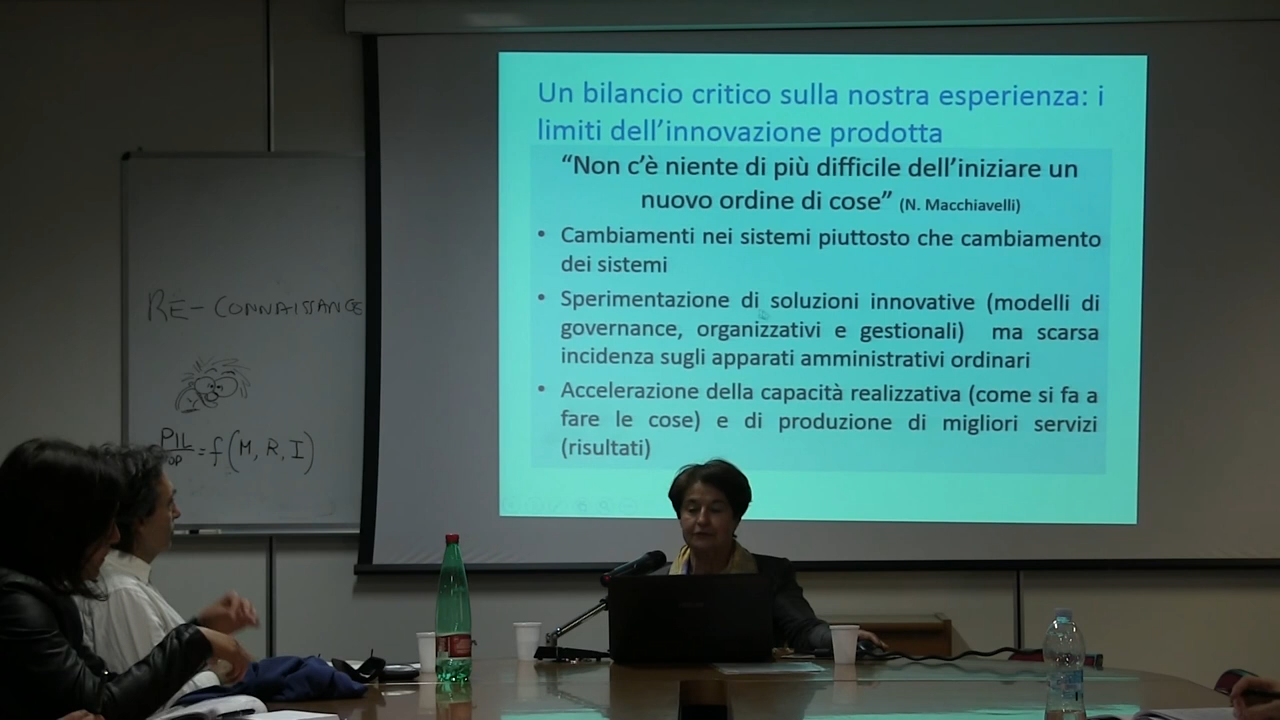 Un bilancio critico sulla nostra esperienza: i
limiti dell'innovazione prodotta
“Non c'è niente di più difficile dell'iniziare un
nuovo ordine di cose” (N. Macchiavelli)
• Cambiamenti nei sistemi piuttosto che cambiamento
dei sistemi
• Sperimentazione di soluzioni innovative (modelli di
governance, organizzativi e gestionali) ma scarsa
incidenza sugli apparati amministrativi ordinari
• Accelerazione della capacità realizzativa (come si fa a
fare le cose) e di produzione di migliori servizi
(risultati)
RE-CONNAISSANCE
PIL
= f(M, R, I)